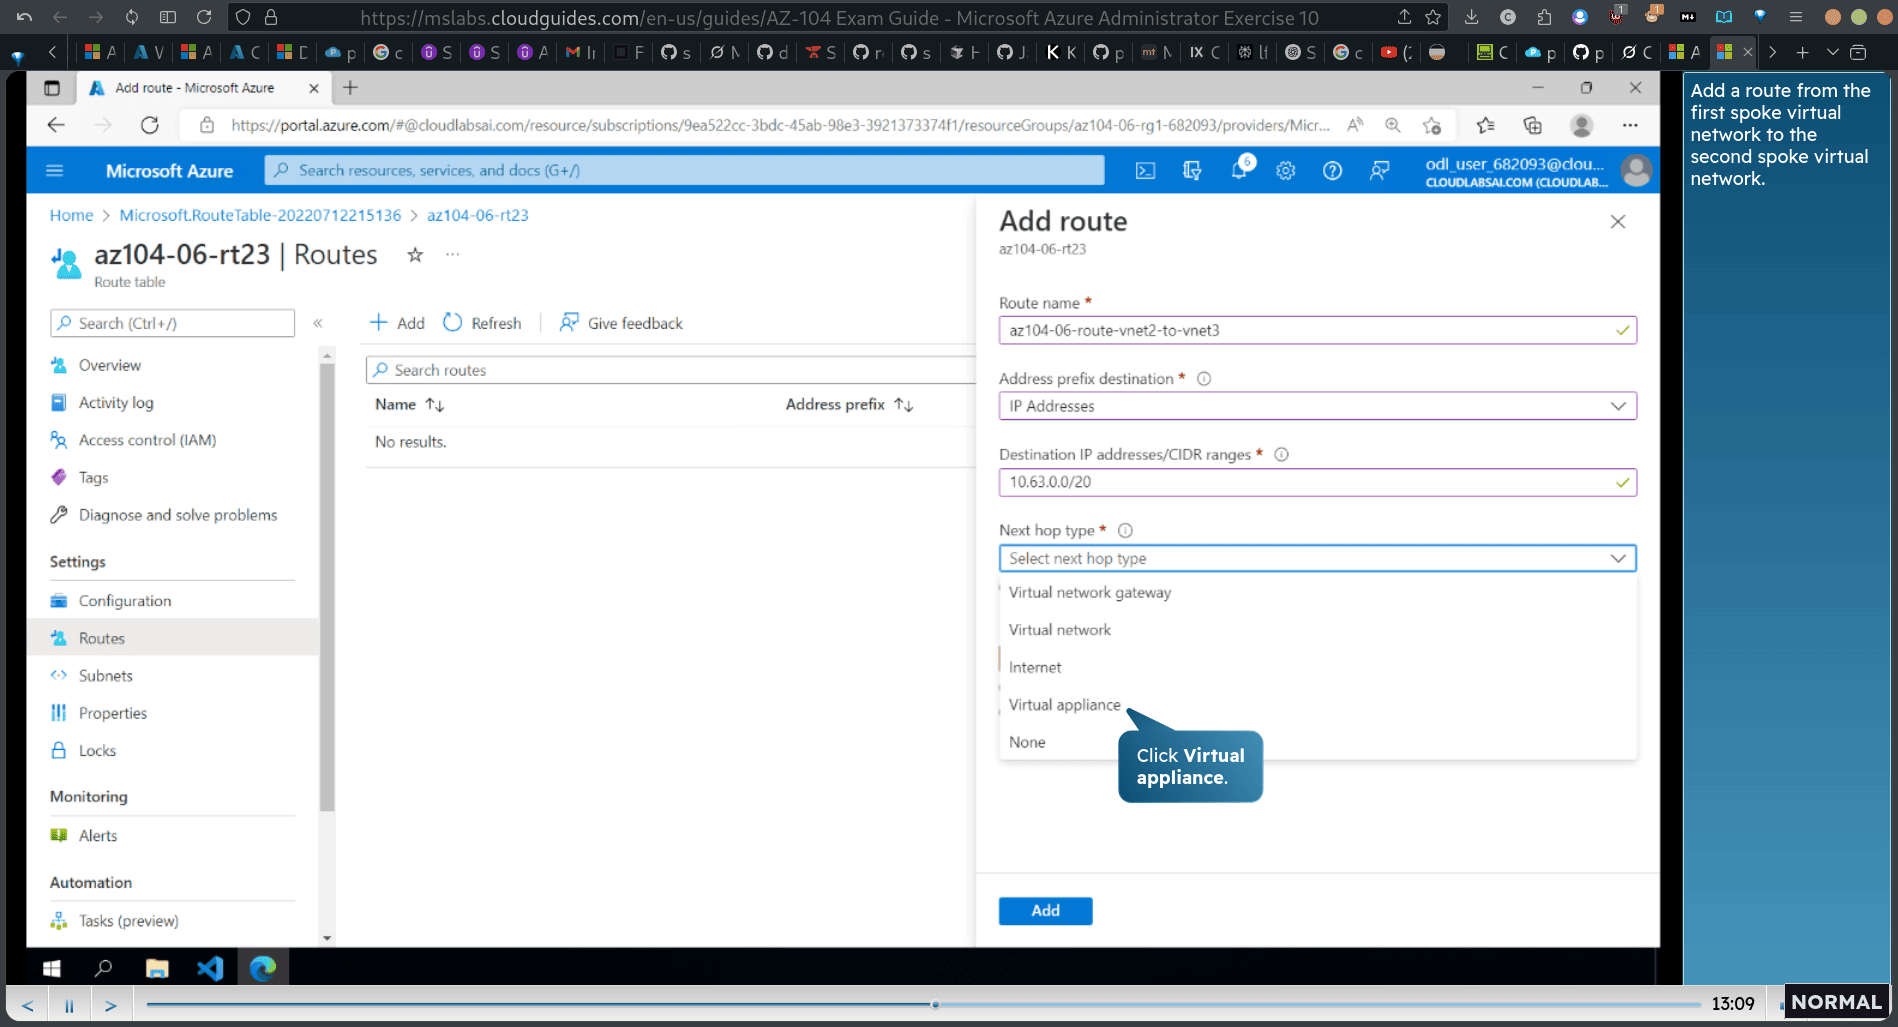 https://mslabs.cloudguides.com/en-us/guides/AZ-104 Exam Guide - Microsoft Azure Administrator Exercise 10
Add route - Microsoft Azure
https://portal.azure.com/#@cloudlabsai.com/resource/subscriptions/9ea522cc-3bdc-45ab-98e3-3921373374f1/resourceGroups/az104-06-rg1-682093/providers/Micr...
Microsoft Azure
Search resources, services, and docs (G+/)
6
odl_user_682093@clou...
CLOUDLABSAI.COM (CLOUDLAB...
Home > Microsoft.RouteTable-20220712215136 > az104-06-rt23
az104-06-rt23 | Routes
Route table
Search (Ctrl+/)
Overview
Activity log
Access control (IAM)
Tags
Diagnose and solve problems
Settings
Configuration
Routes
Subnets
Properties
Locks
Monitoring
Alerts
Automation
Tasks (preview)
Add
Refresh
Give feedback
Search routes
Name
Address prefix
No results.
Add route
az104-06-rt23
Route name *
az104-06-route-vnet2-to-vnet3
Address prefix destination *
IP Addresses
Destination IP addresses/CIDR ranges *
10.63.0.0/20
Next hop type *
Select next hop type
Virtual network gateway
Virtual network
Internet
Virtual appliance
None
Click Virtual
appliance.
Add
Add a route from the
first spoke virtual
network to the
second spoke virtual
network.
13:09
NORMAL